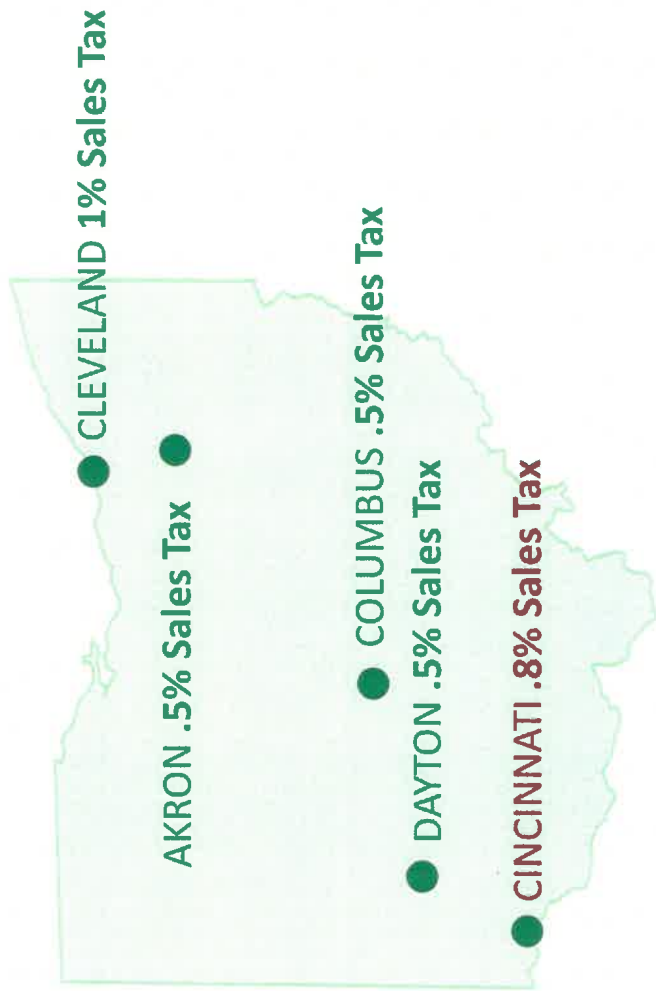 CLEVELAND 1% Sales Tax
AKRON .5% Sales Tax
COLUMBUS .5% Sales Tax
DAYTON .5% Sales Tax
CINCINNATI .8% Sales Tax